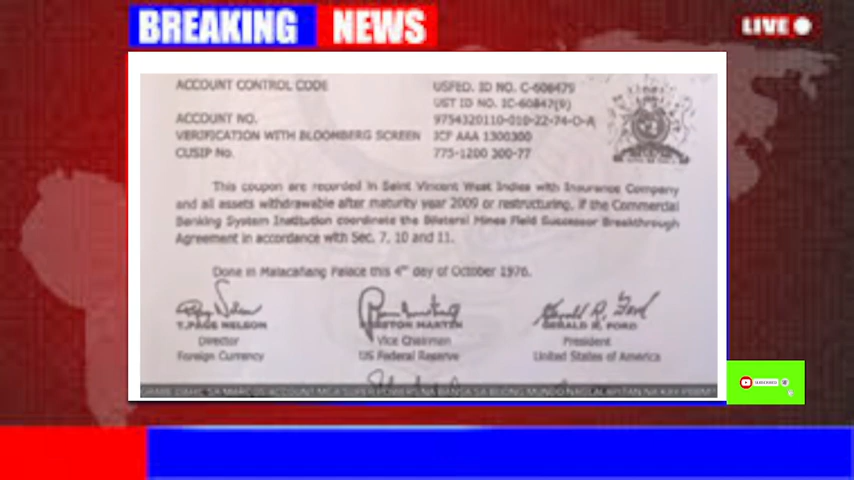 BREAKING NEWS
LIVE
ACCOUNT CONTROL CODE USFED. ID NO. C-606479
UST ID NO. IC-60847(9)
ACCOUNT NO. 9754320110-010-22-74-O-A
VERIFICATION WITH BLOOMBERG SCREEN ICF AAA 1300300
CUSIP No. 775-1200 300-77
This coupon are recorded in Saint Vincent West Indies with Insurance Company
and all assets withdrawable after maturity year 2009 or restructuring, if the Commercial
Banking System Institution coordinate the Bilateral Mines Field Successor Breakthrough
Agreement in accordance with Sec. 7, 10 and 11.
Done in Malacañang Palace this 4th day of October 1976.
T.PAGE NELSON MARTIN GERALD R. FORD
Director Vice Chairman President
Foreign Currency US Federal Reserve United States of America